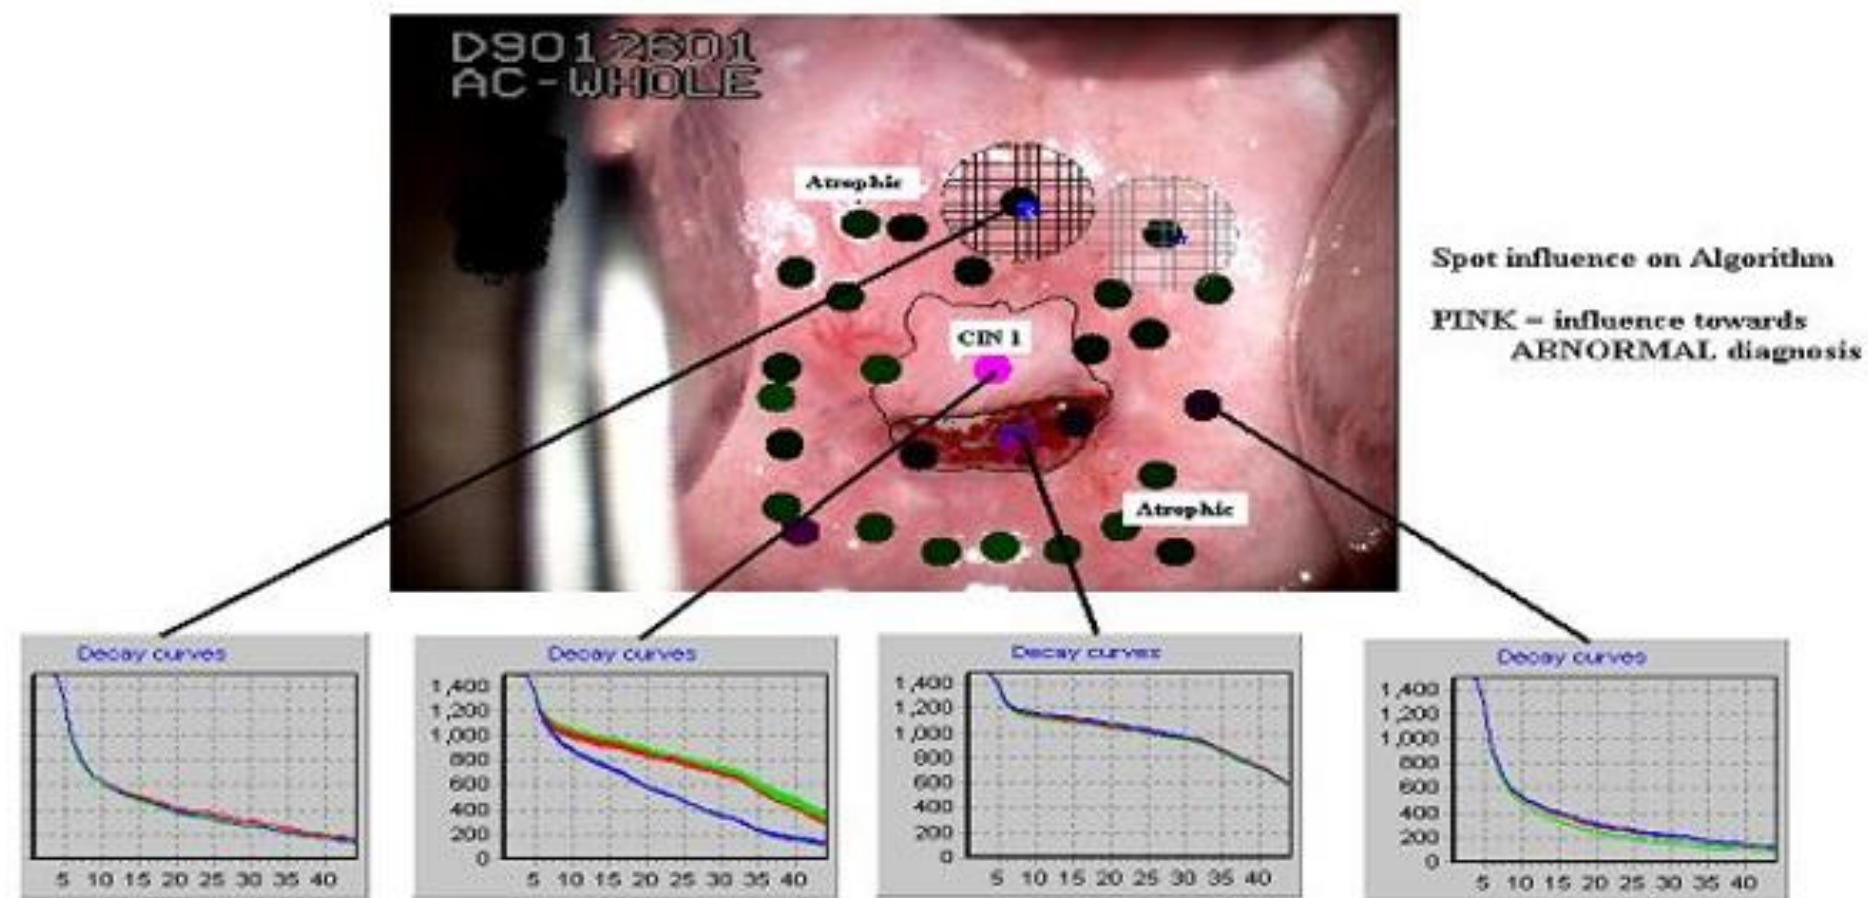 D9012601
AC-WHOLE
Atrophic
CIN 1
Atrophic
Spot influence on Algorithm
PINK = influence towards
ABNORMAL diagnosis
Decay curves
5 10 15 20 25 30 35 40
Decay curves
1,400
1,200
1,000
800
600
400
200
0
5 10 15 20 25 30 35 40
Decay curves
1,400
1,200
1,000
800
600
400
200
0
5 10 15 20 25 30 35 40
Decay curves
1,400
1,200
1,000
800
600
400
200
0
5 10 15 20 25 30 35 40